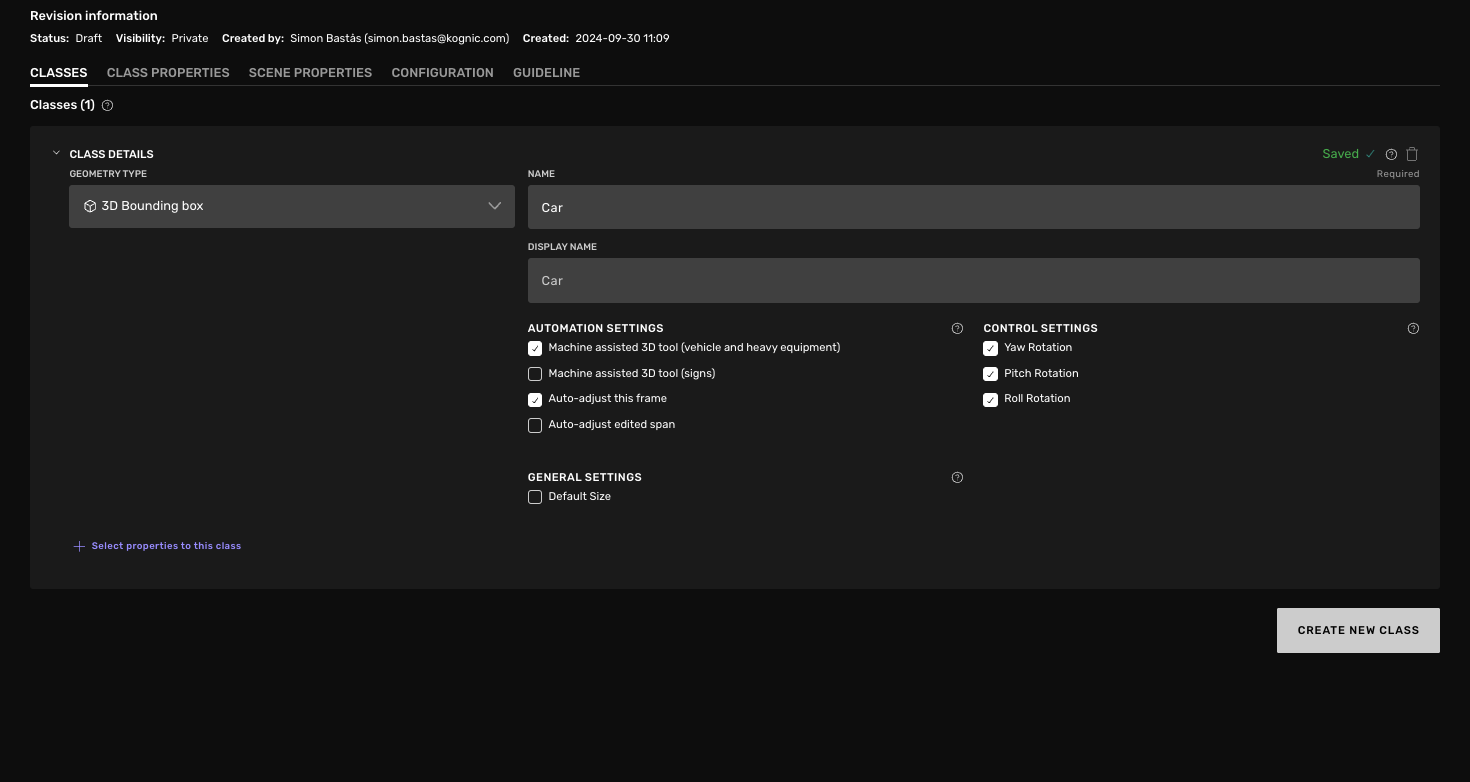 Revision information
Status: Draft Visibility: Private Created by: Simon Bastås (simon.bastas@kognic.com) Created: 2024-09-30 11:09
CLASSES CLASS PROPERTIES SCENE PROPERTIES CONFIGURATION GUIDELINE
Classes (1)
CLASS DETAILS Saved
GEOMETRY TYPE NAME Required
3D Bounding box Car
DISPLAY NAME
Car
AUTOMATION SETTINGS CONTROL SETTINGS
Machine assisted 3D tool (vehicle and heavy equipment) Yaw Rotation
Machine assisted 3D tool (signs) Pitch Rotation
Auto-adjust this frame Roll Rotation
Auto-adjust edited span
GENERAL SETTINGS
Default Size
Select properties to this class
CREATE NEW CLASS